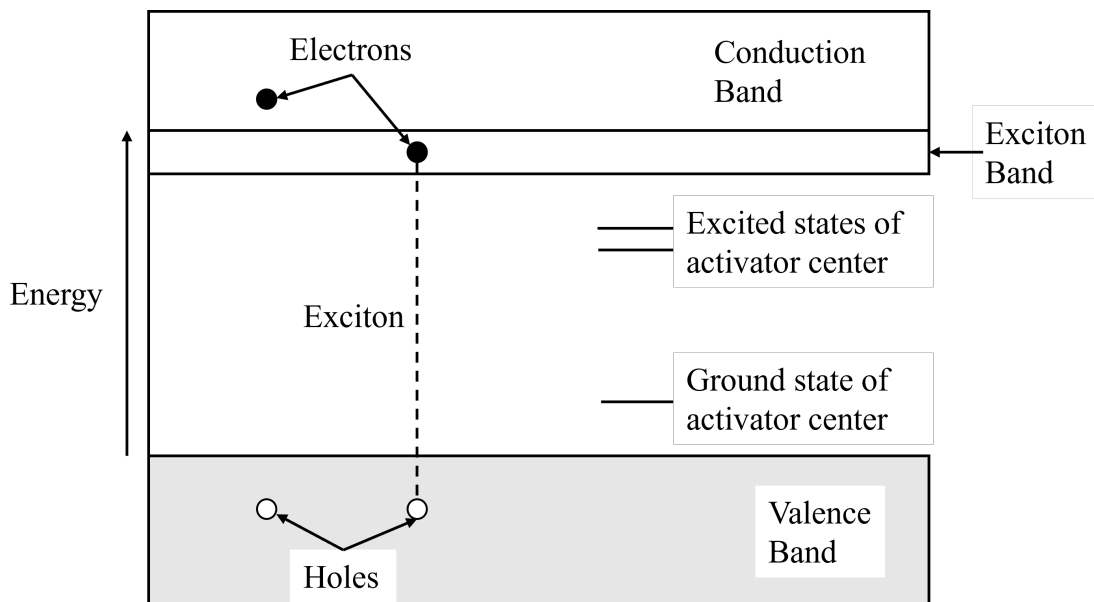 Electrons
Conduction
Band
Exciton
Band
Excited states of
activator center
Energy
Exciton
Ground state of
activator center
Valence
Band
Holes